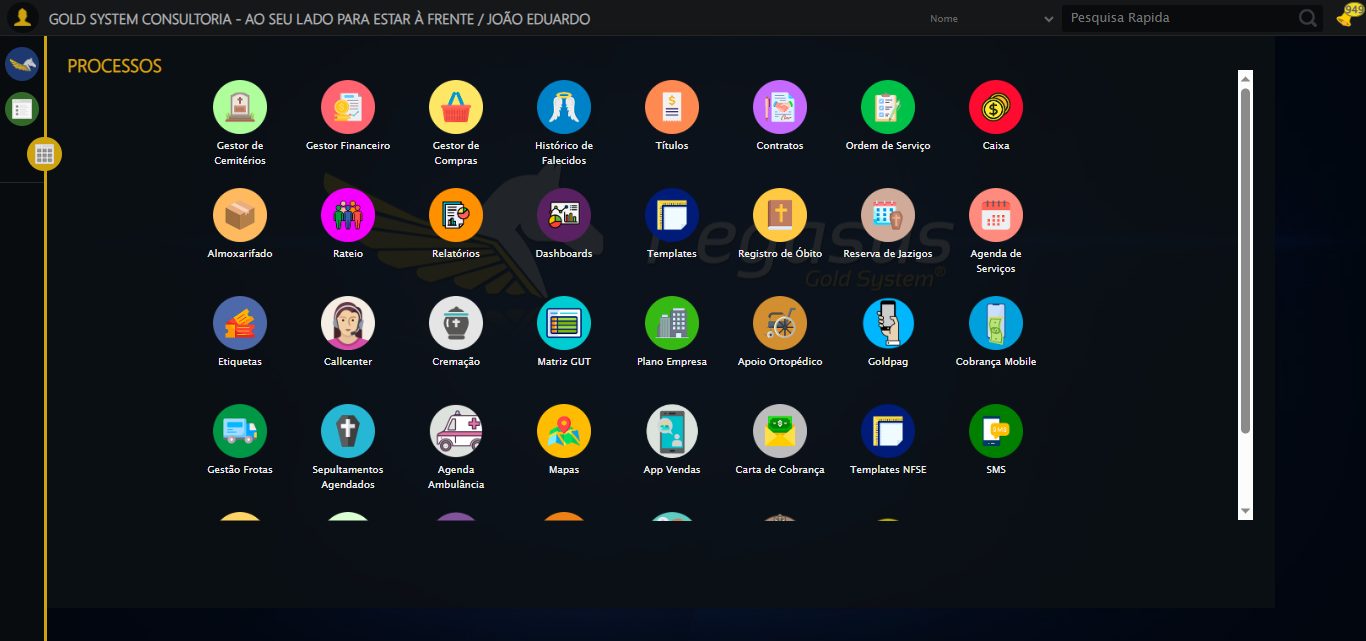 GOLD SYSTEM CONSULTORIA - AO SEU LADO PARA ESTAR À FRENTE / JOÃO EDUARDO
Nome
Pesquisa Rapida
949
PROCESSOS
Gestor de
Cemitérios
Gestor Financeiro
Gestor de
Compras
Histórico de
Falecidos
Títulos
Contratos
Ordem de Serviço
Caixa
Almoxarifado
Rateio
Relatórios
Dashboards
Templates
Registro de Óbito
Reserva de Jazigos
Agenda de
Serviços
Pegasus
Gold System®
Etiquetas
Callcenter
Cremação
Matriz GUT
Plano Empresa
Apoio Ortopédico
Goldpag
Cobrança Mobile
Gestão Frotas
Sepultamentos
Agendados
Agenda
Ambulância
Mapas
App Vendas
Carta de Cobrança
Templates NFSE
SMS
SMS